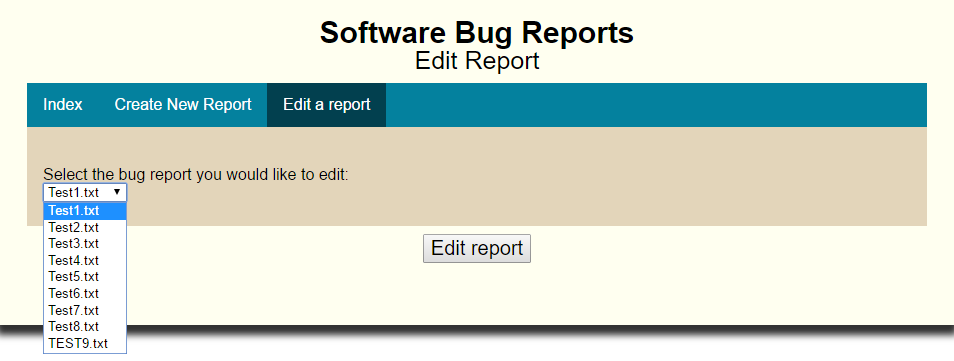 Software Bug Reports
Edit Report
Index Create New Report Edit a report
Select the bug report you would like to edit:
Test1.txt
Test1.txt
Test2.txt
Test3.txt
Test4.txt
Test5.txt
Test6.txt
Test7.txt
Test8.txt
TEST9.txt
Edit report